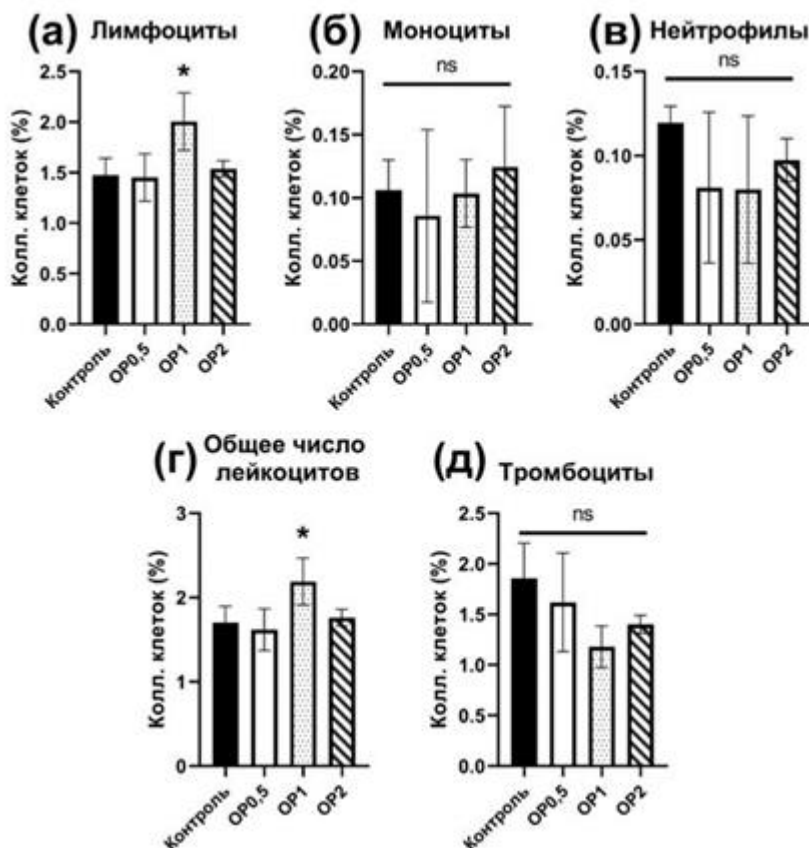 (а) Лимфоциты
Колл. клеток (%)
2.5
2.0
1.5
1.0
0.5
0.0
*
Контроль
ОР0,5
ОР1
ОР2
(б) Моноциты
Колл. клеток (%)
0.20
0.15
0.10
0.05
0.00
ns
Контроль
ОР0,5
ОР1
ОР2
(в) Нейтрофилы
Колл. клеток (%)
0.15
0.10
0.05
0.00
ns
Контроль
ОР0,5
ОР1
ОР2
(г) Общее число
лейкоцитов
Колл. клеток (%)
3
2
1
0
*
Контроль
ОР0,5
ОР1
ОР2
(д) Тромбоциты
Колл. клеток (%)
2.5
2.0
1.5
1.0
0.5
0.0
ns
Контроль
ОР0,5
ОР1
ОР2